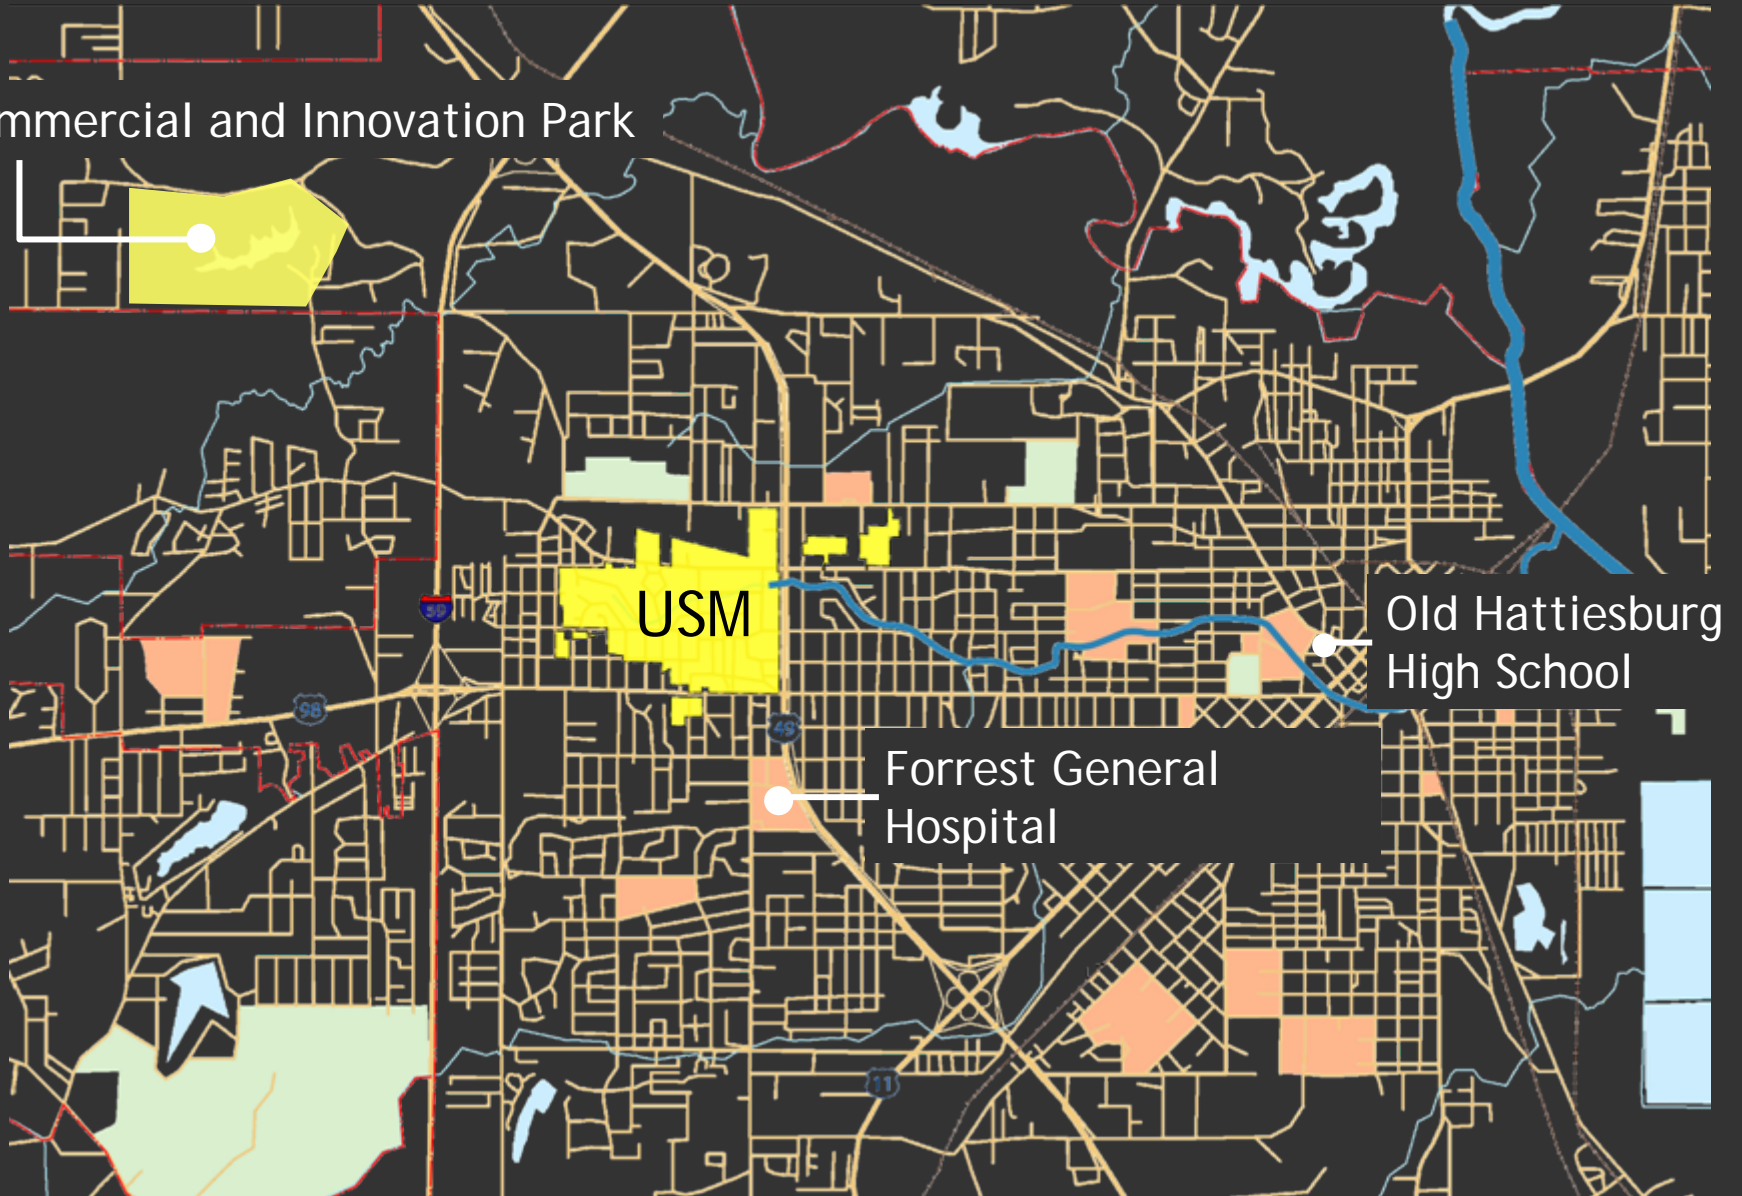 mmercial and Innovation Park
59
USM
Old Hattiesburg
High School
98
49
Forrest General
Hospital
11